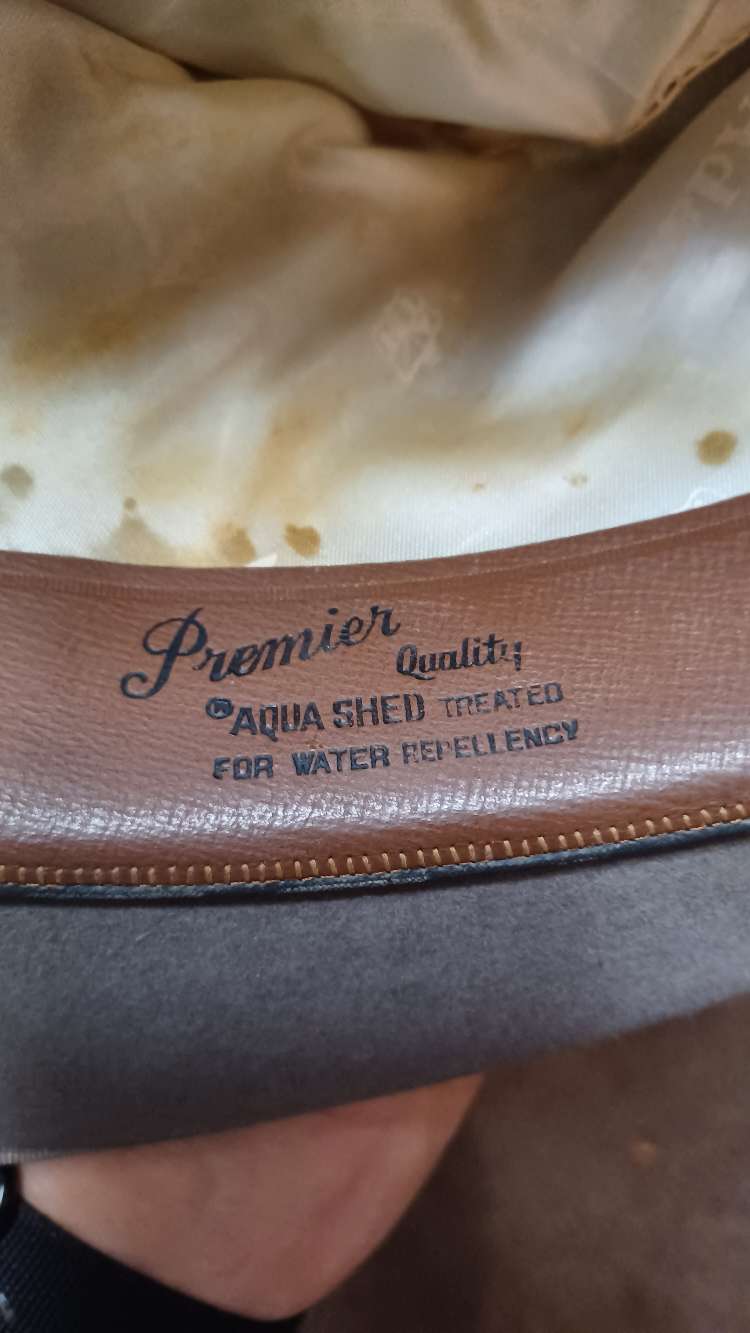 Premier
Quality
®AQUA SHED TREATED
FOR WATER REPELLENCY